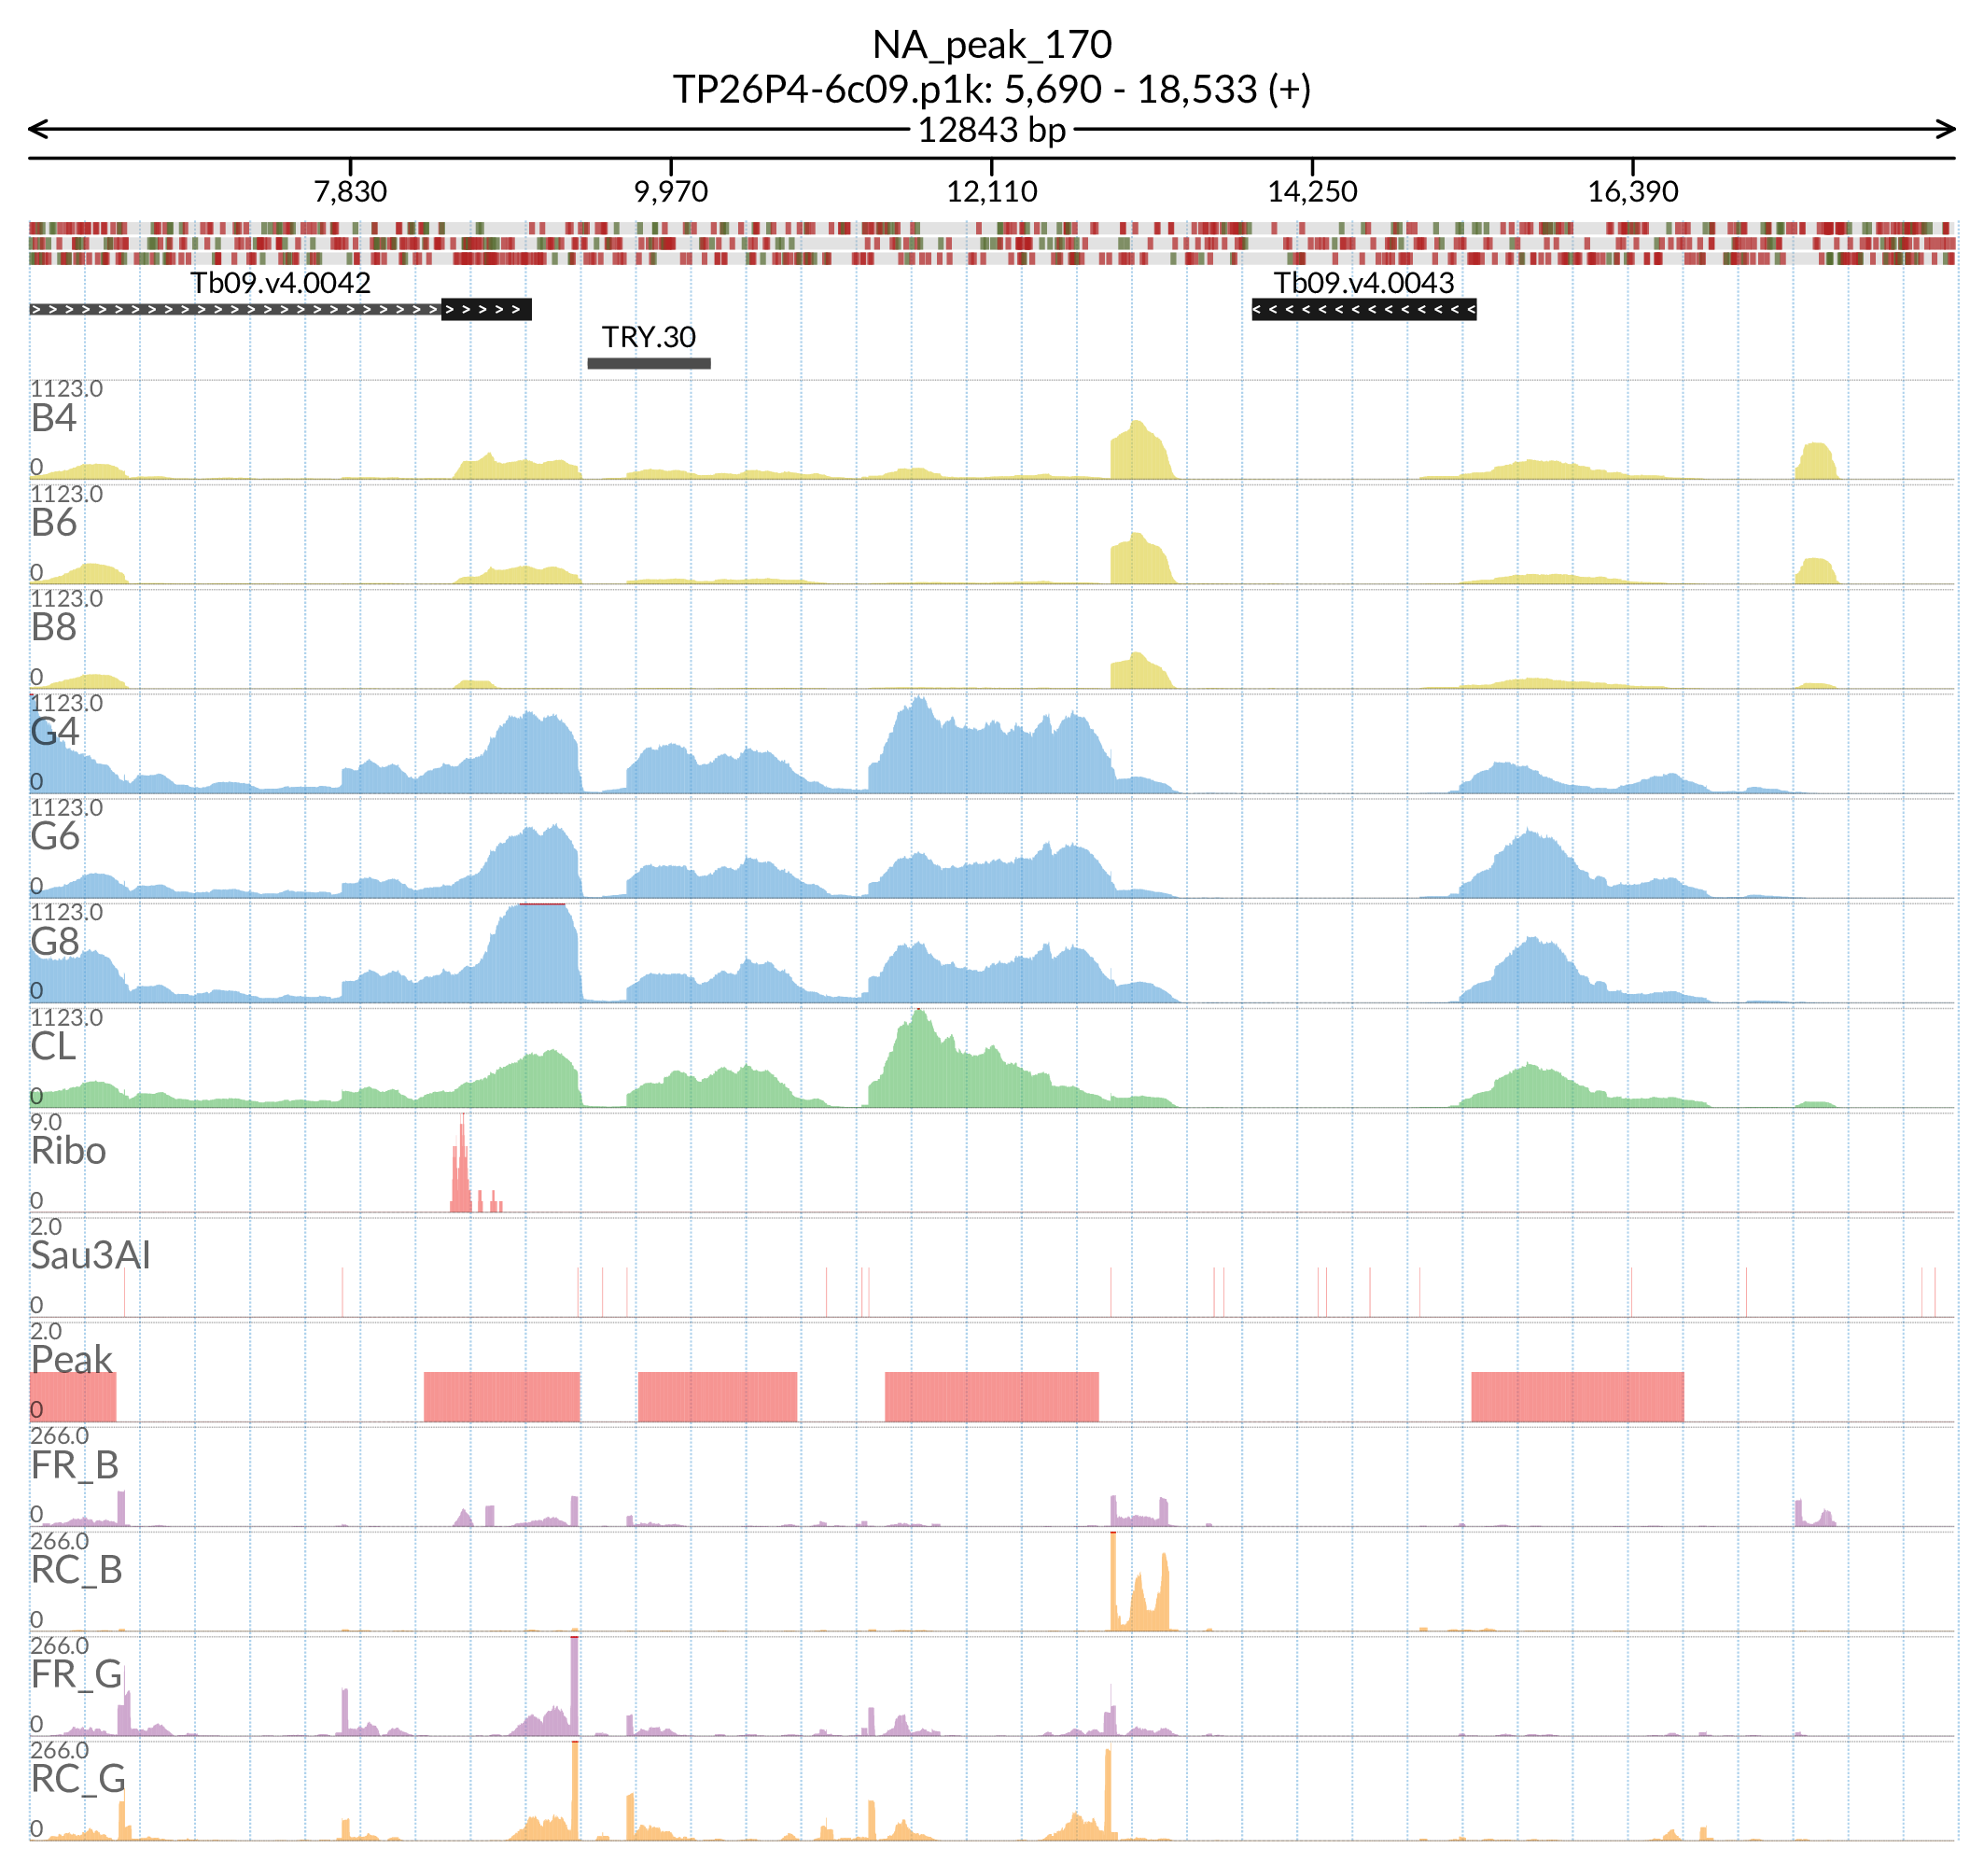 NA_peak_170
TP26P4-6c09.p1k: 5,690 - 18,533 (+)
12843 bp
7,830 9,970 12,110 14,250 16,390
Tb09.v4.0042 Tb09.v4.0043
TRY.30
1123.0
B4
0
1123.0
B6
0
1123.0
B8
0
1123.0
G4
0
1123.0
G6
0
1123.0
G8
0
1123.0
CL
0
9.0
Ribo
0
2.0
Sau3AI
0
2.0
Peak
0
266.0
FR_B
0
266.0
RC_B
0
266.0
FR_G
0
266.0
RC_G
0